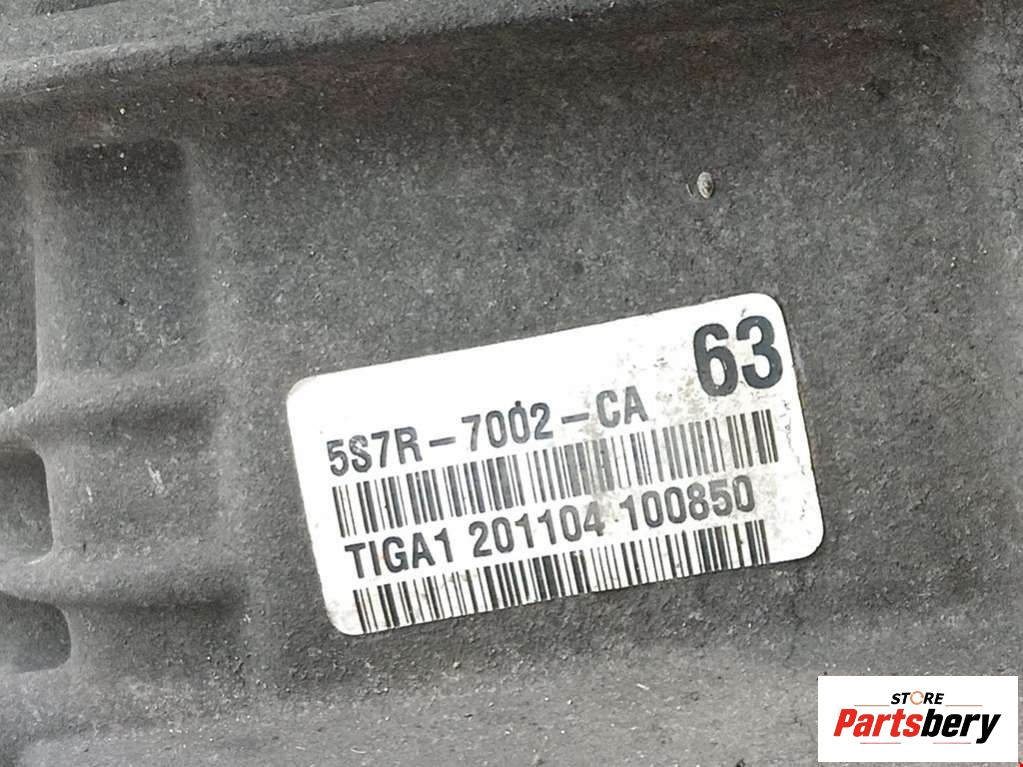 63
5S7R-7002-CA
TIGA1 201104 100850
STORE
Partsbery